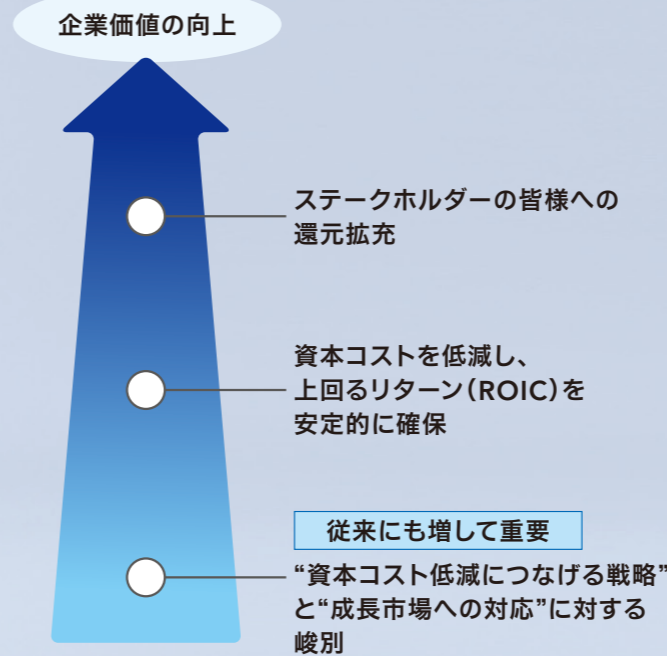 企業価値の向上
ステークホルダーの皆様への
還元拡充
資本コストを低減し、
上回るリターン（ROIC）を
安定的に確保
従来にも増して重要
“資本コスト低減につなげる戦略”
と“成長市場への対応”に対する
峻別